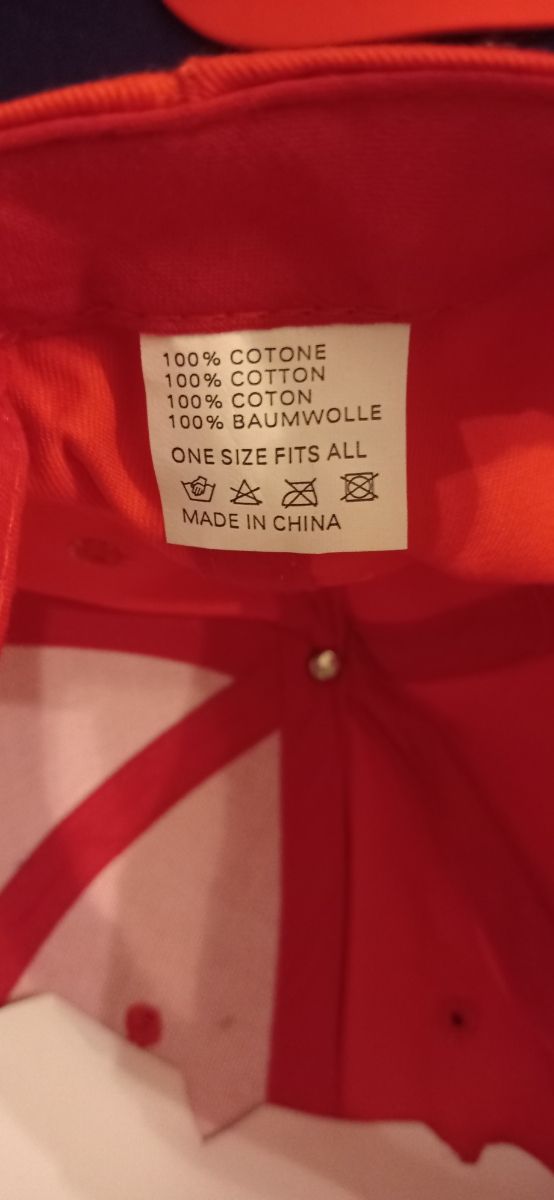 100% COTONE
100% COTTON
100% COTON
100% BAUMWOLLE
ONE SIZE FITS ALL
MADE IN CHINA